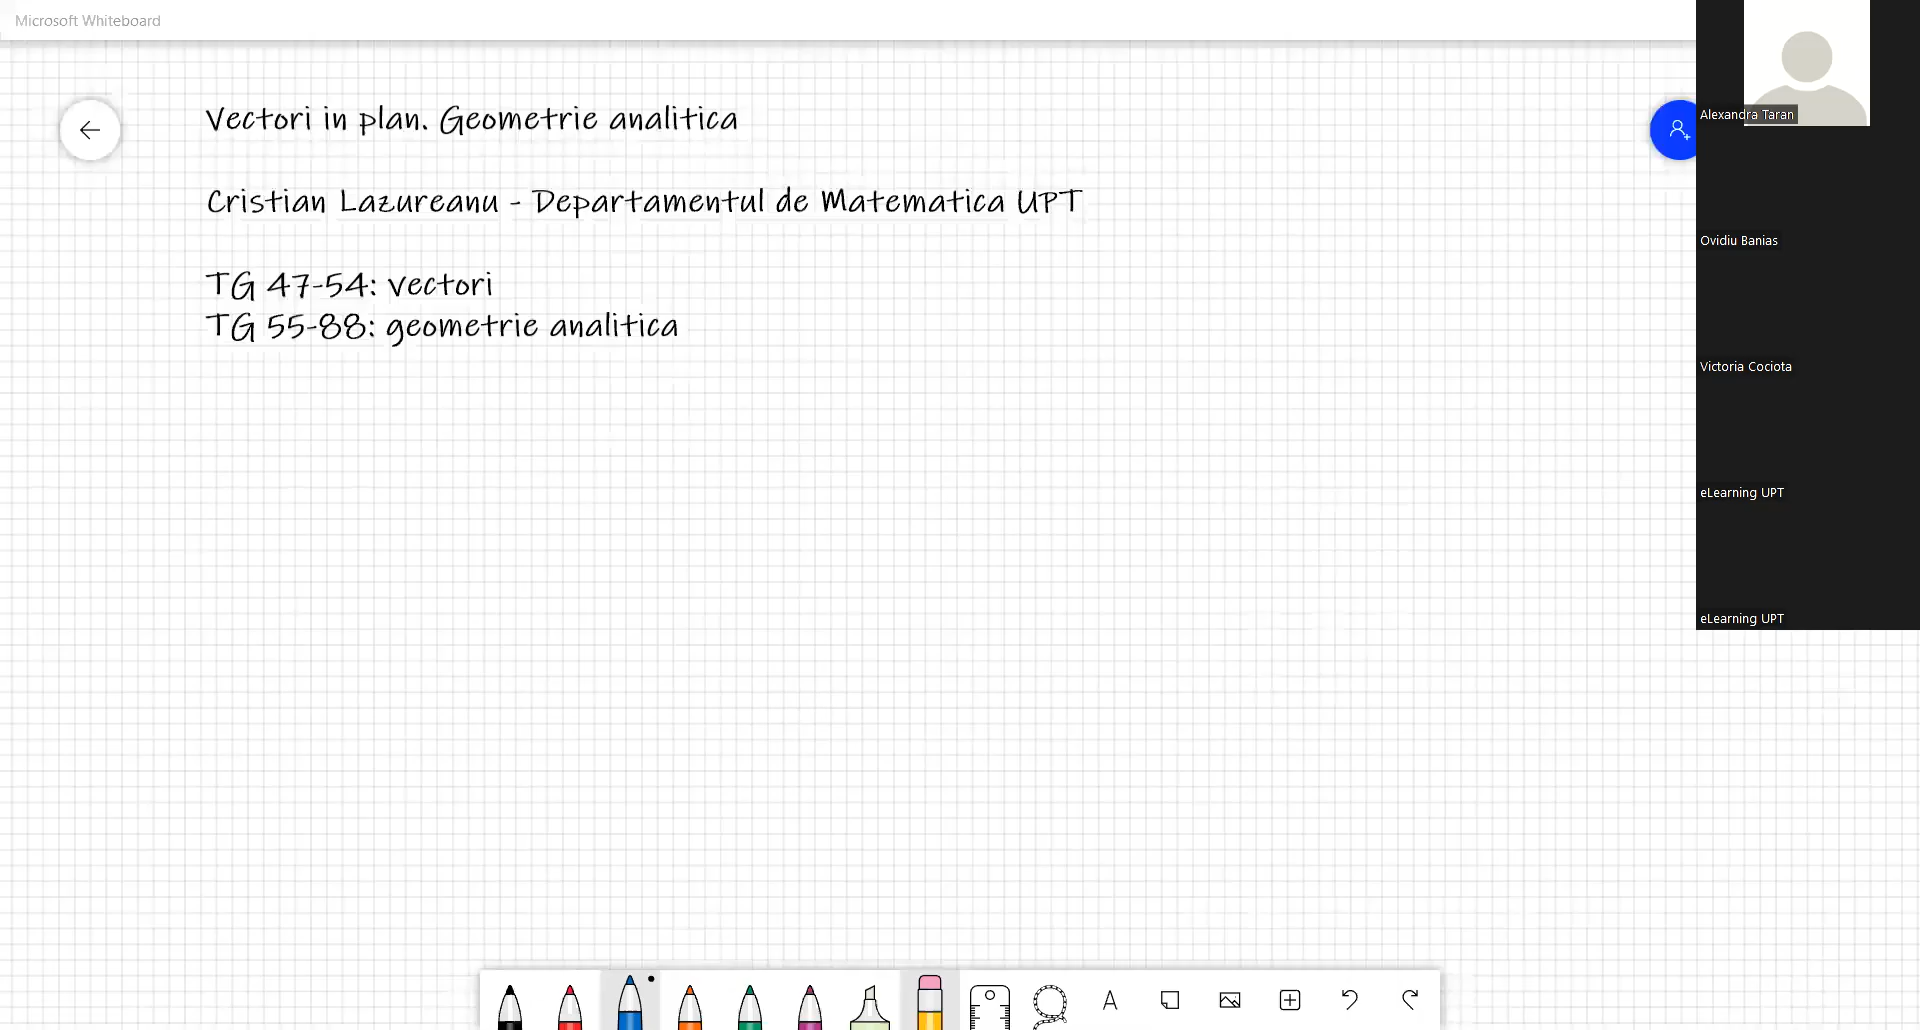 Microsoft Whiteboard
Vectori in plan. Geometrie analitica
Cristian Lazureanu - Departamentul de Matematica UPT
TG 47-54: vectori
TG 55-88: geometrie analitica
Alexandra Taran
Ovidiu Banias
Victoria Cociota
eLearning UPT
eLearning UPT